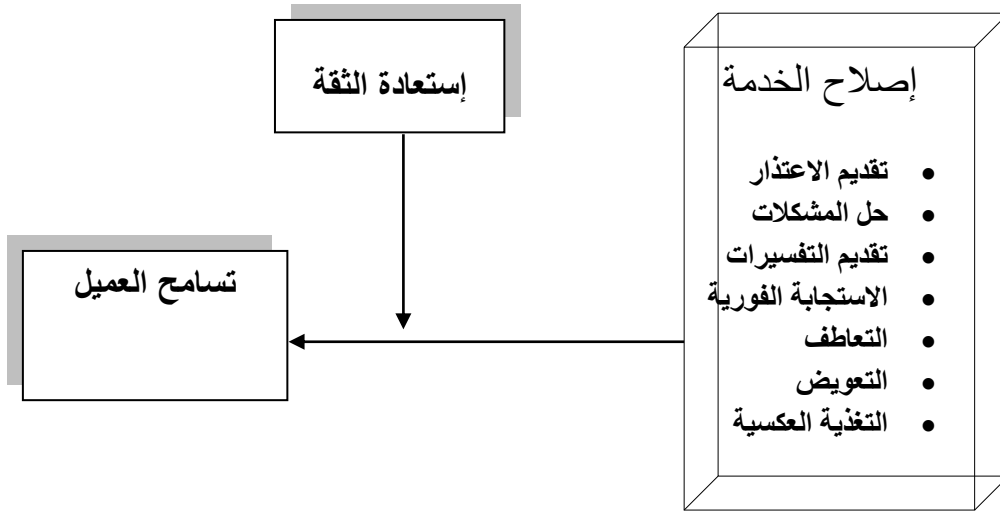 إستعادة الثقة
إصلاح الخدمة
• تقديم الاعتذار
• حل المشكلات
• تقديم التفسيرات
• الاستجابة الفورية
• التعاطف
• التعويض
• التغذية العكسية
تسامح العميل